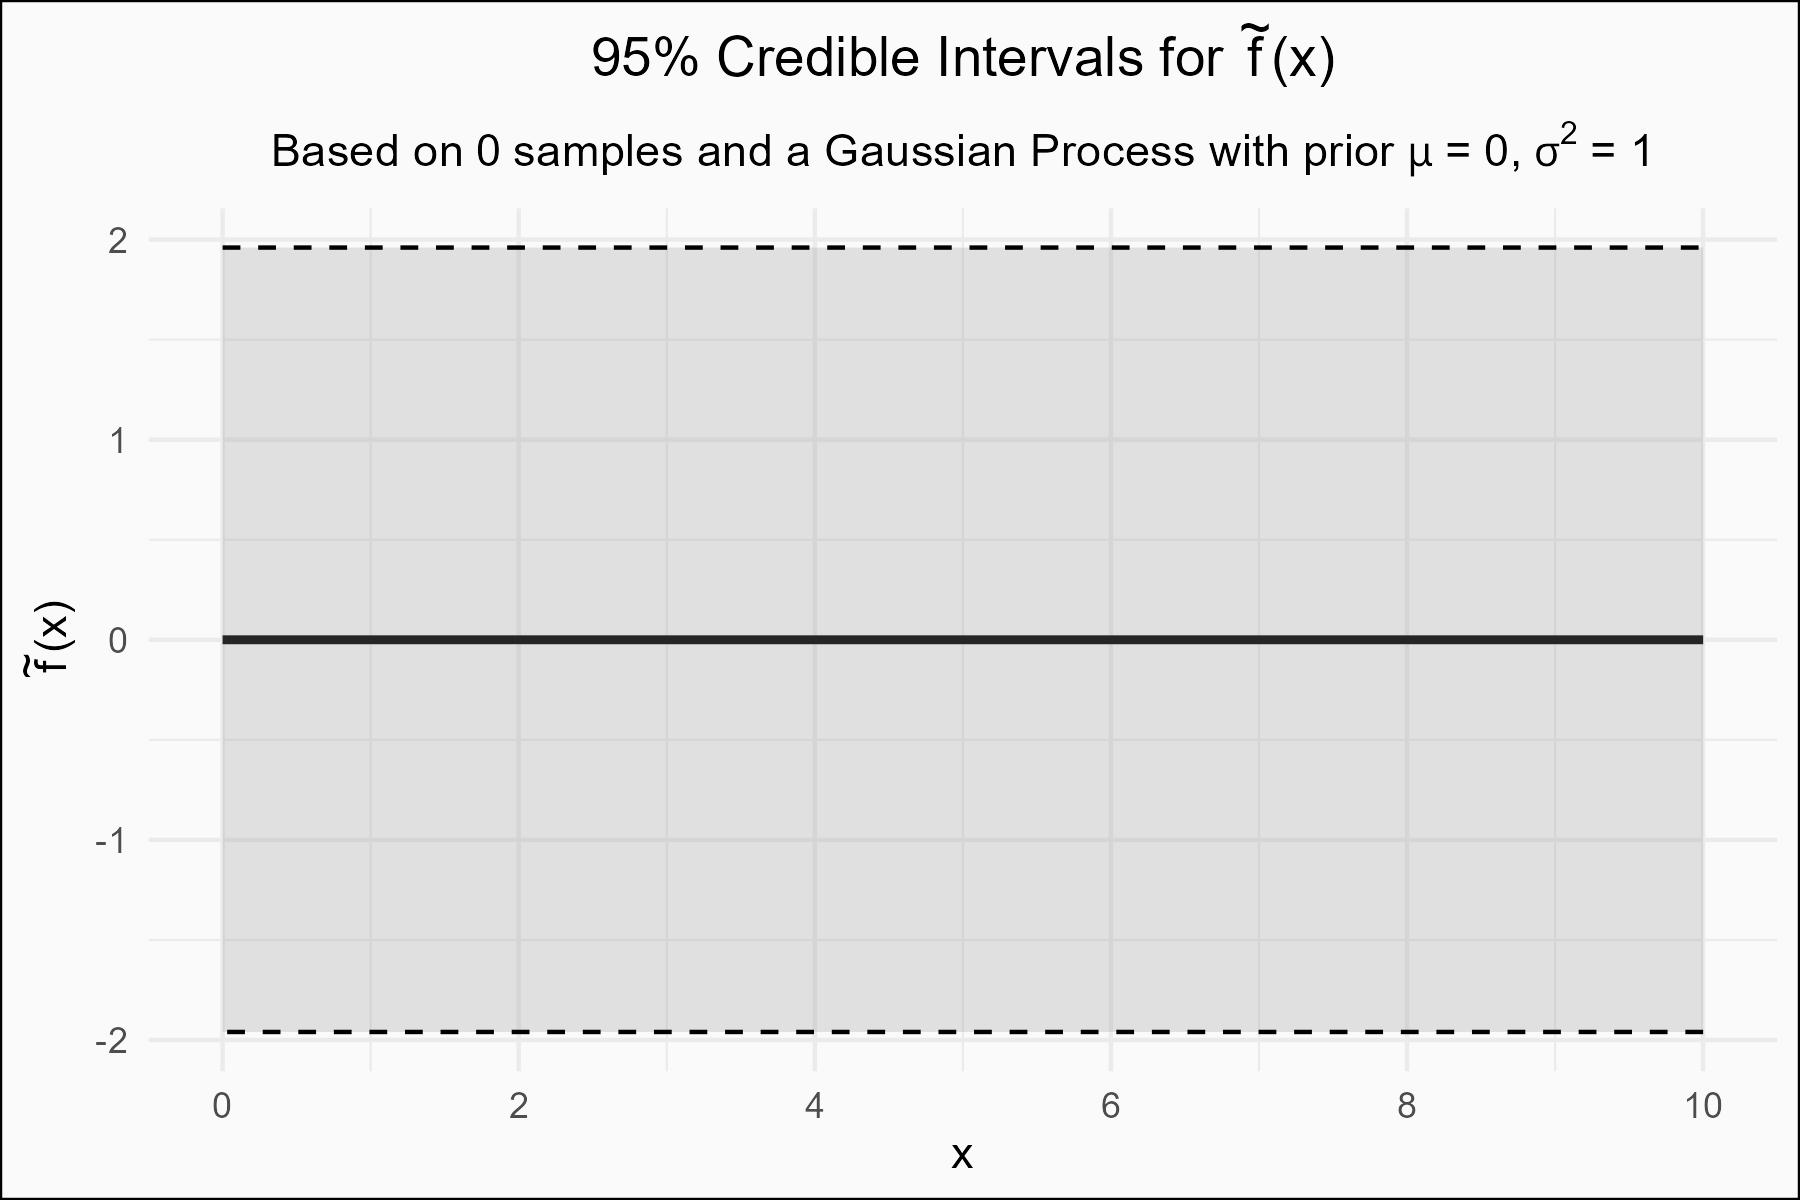 95% Credible Intervals for f̃(x)
Based on 0 samples and a Gaussian Process with prior μ = 0, σ² = 1
2
1
0
-1
-2
f̃(x)
0 2 4 6 8 10
x